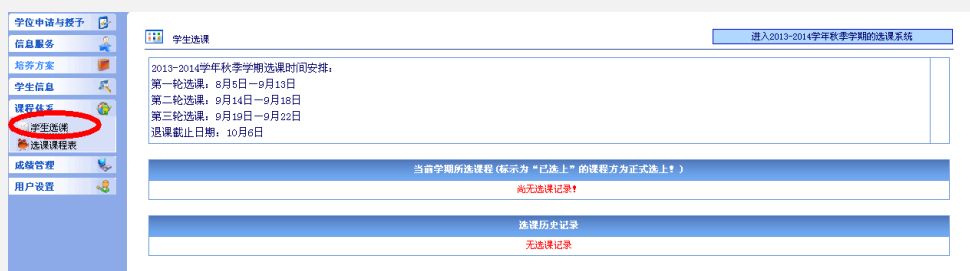 学位申请与授予
信息服务
培养方案
学生信息
课程体系
学生选课
选课课程表
成绩管理
用户设置
学生选课
进入2013-2014学年秋季学期的选课系统
2013-2014学年秋季学期选课时间安排:
第一轮选课: 8月5日—9月13日
第二轮选课: 9月14日—9月18日
第三轮选课: 9月19日—9月22日
退课截止日期: 10月6日
当前学期所选课程(标示为“已选上”的课程方为正式选上!)
尚无选课记录!
选课历史记录
无选课记录